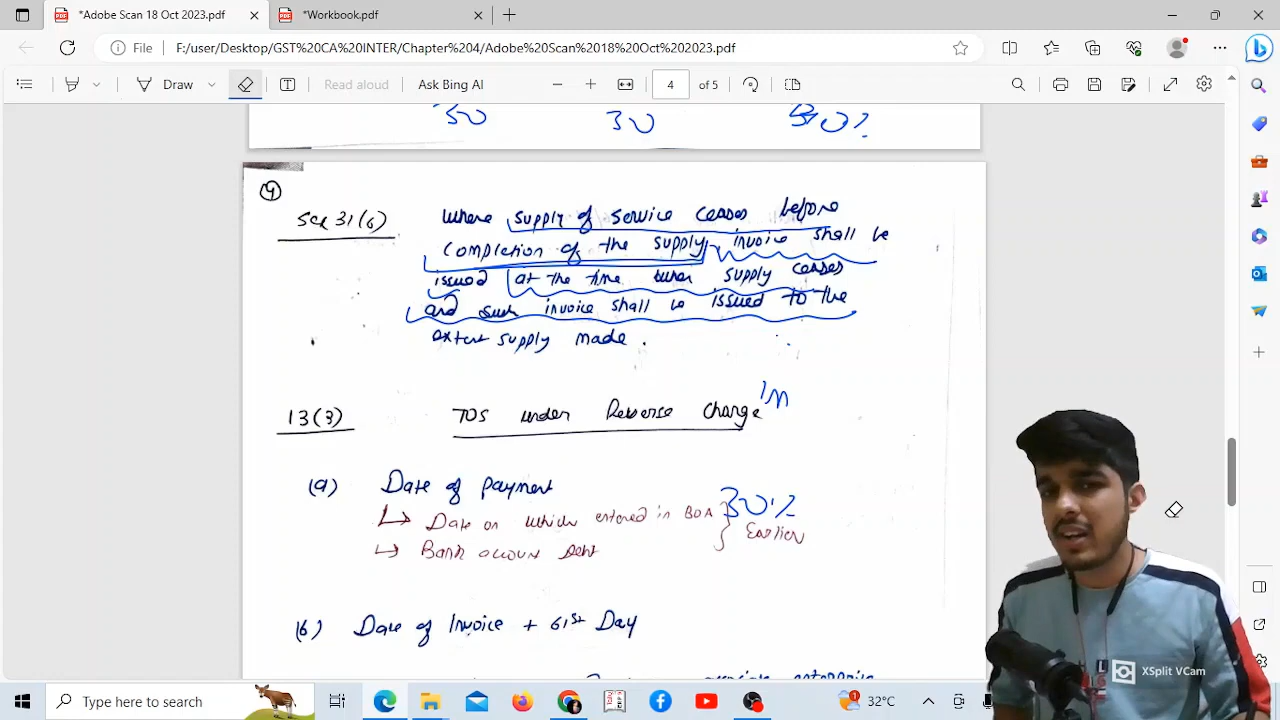 *Adobe Scan 18 Oct 2023.pdf
*Workbook.pdf
File
F:/user/Desktop/GST%20CA%20INTER/Chapter%204/Adobe%20Scan%2018%20Oct%202023.pdf
Draw
Read aloud
Ask Bing AI
4
of 5
30
30
4
Sec 31(6)
Where supply of service ceases before
completion of the supply invoice shall be
issued at the time when supply ceases
and such invoice shall be issued to the
extent supply made.
13(3)
TOS under Reverse Charge
(a) Date of payment
Date on which entered in BOA
Earlier
Bank account Debt
30%
(b) Date of Invoice + 61st Day
XSplit VCam
Type here to search
32°C